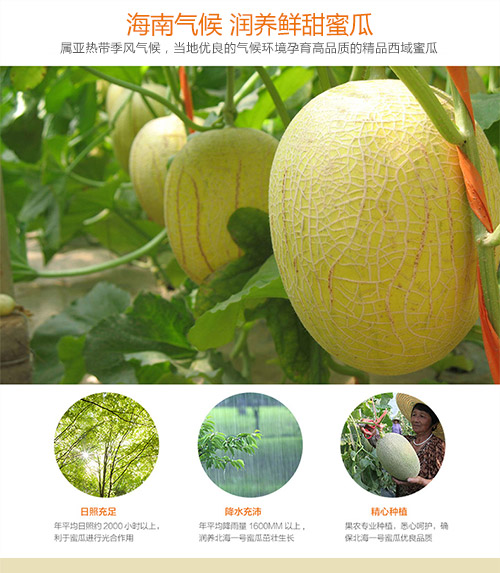 海南气候 润养鲜甜蜜瓜
属亚热带季风气候，当地优良的气候环境孕育高品质的精品西域蜜瓜
日照充足
年平均日照约2000小时以上，
利于蜜瓜进行光合作用
降水充沛
年平均降雨量1600MM以上，
润养北海一号蜜瓜茁壮生长
精心种植
果农专业种植，悉心呵护，确
保北海一号蜜瓜优良品质